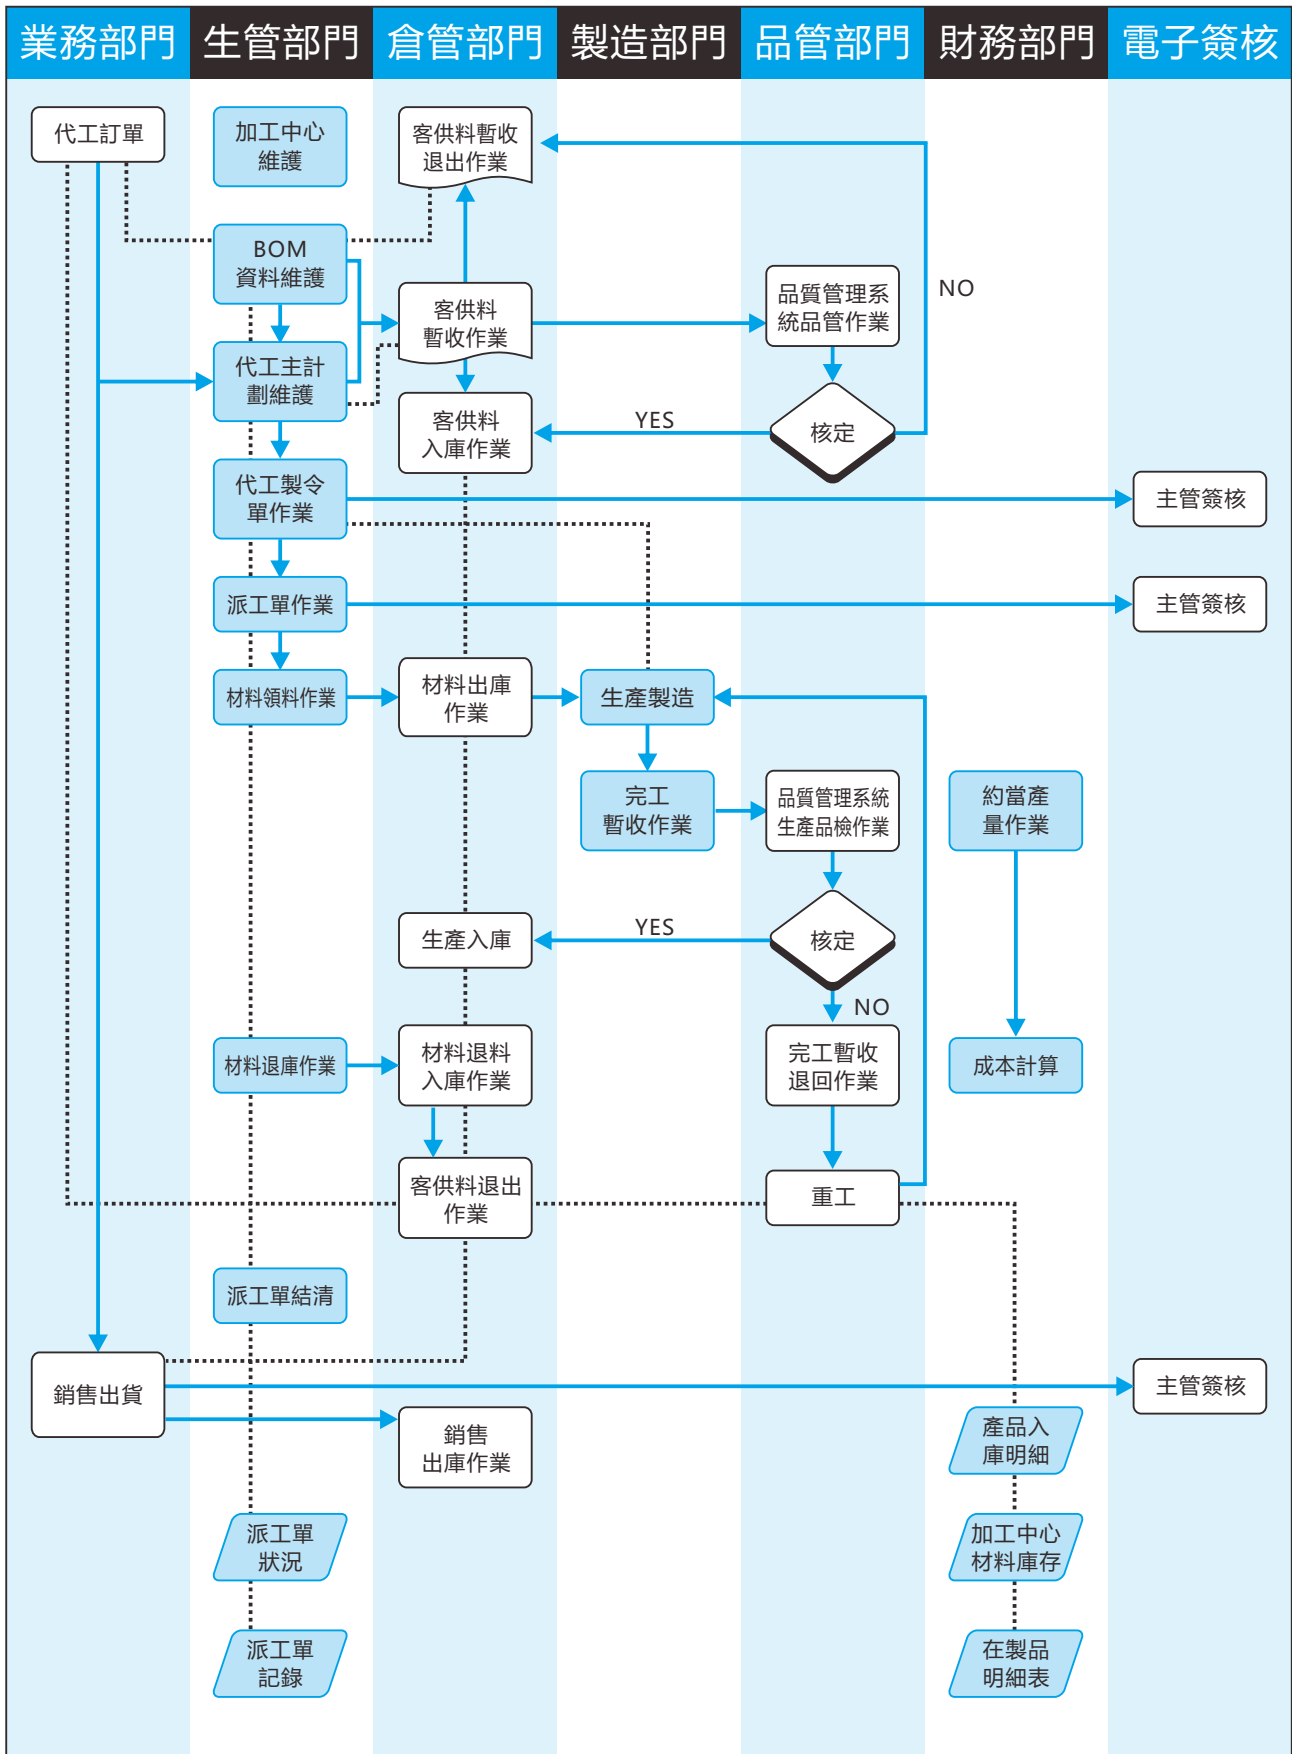 業務部門
生管部門
倉管部門
製造部門
品管部門
財務部門
電子簽核
代工訂單
加工中心
維護
客供料暫收
退出作業
BOM
資料維護
客供料
暫收作業
品質管理系
統品管作業
NO
代工主計
劃維護
客供料
入庫作業
YES
核定
代工製令
單作業
主管簽核
派工單作業
主管簽核
材料領料作業
材料出庫
作業
生產製造
完工
暫收作業
品質管理系統
生產品檢作業
約當產
量作業
生產入庫
YES
核定
NO
材料退庫作業
材料退料
入庫作業
完工暫收
退回作業
成本計算
客供料退出
作業
重工
派工單結清
銷售出貨
主管簽核
銷售
出庫作業
產品入
庫明細
派工單
狀況
加工中心
材料庫存
派工單
記錄
在製品
明細表